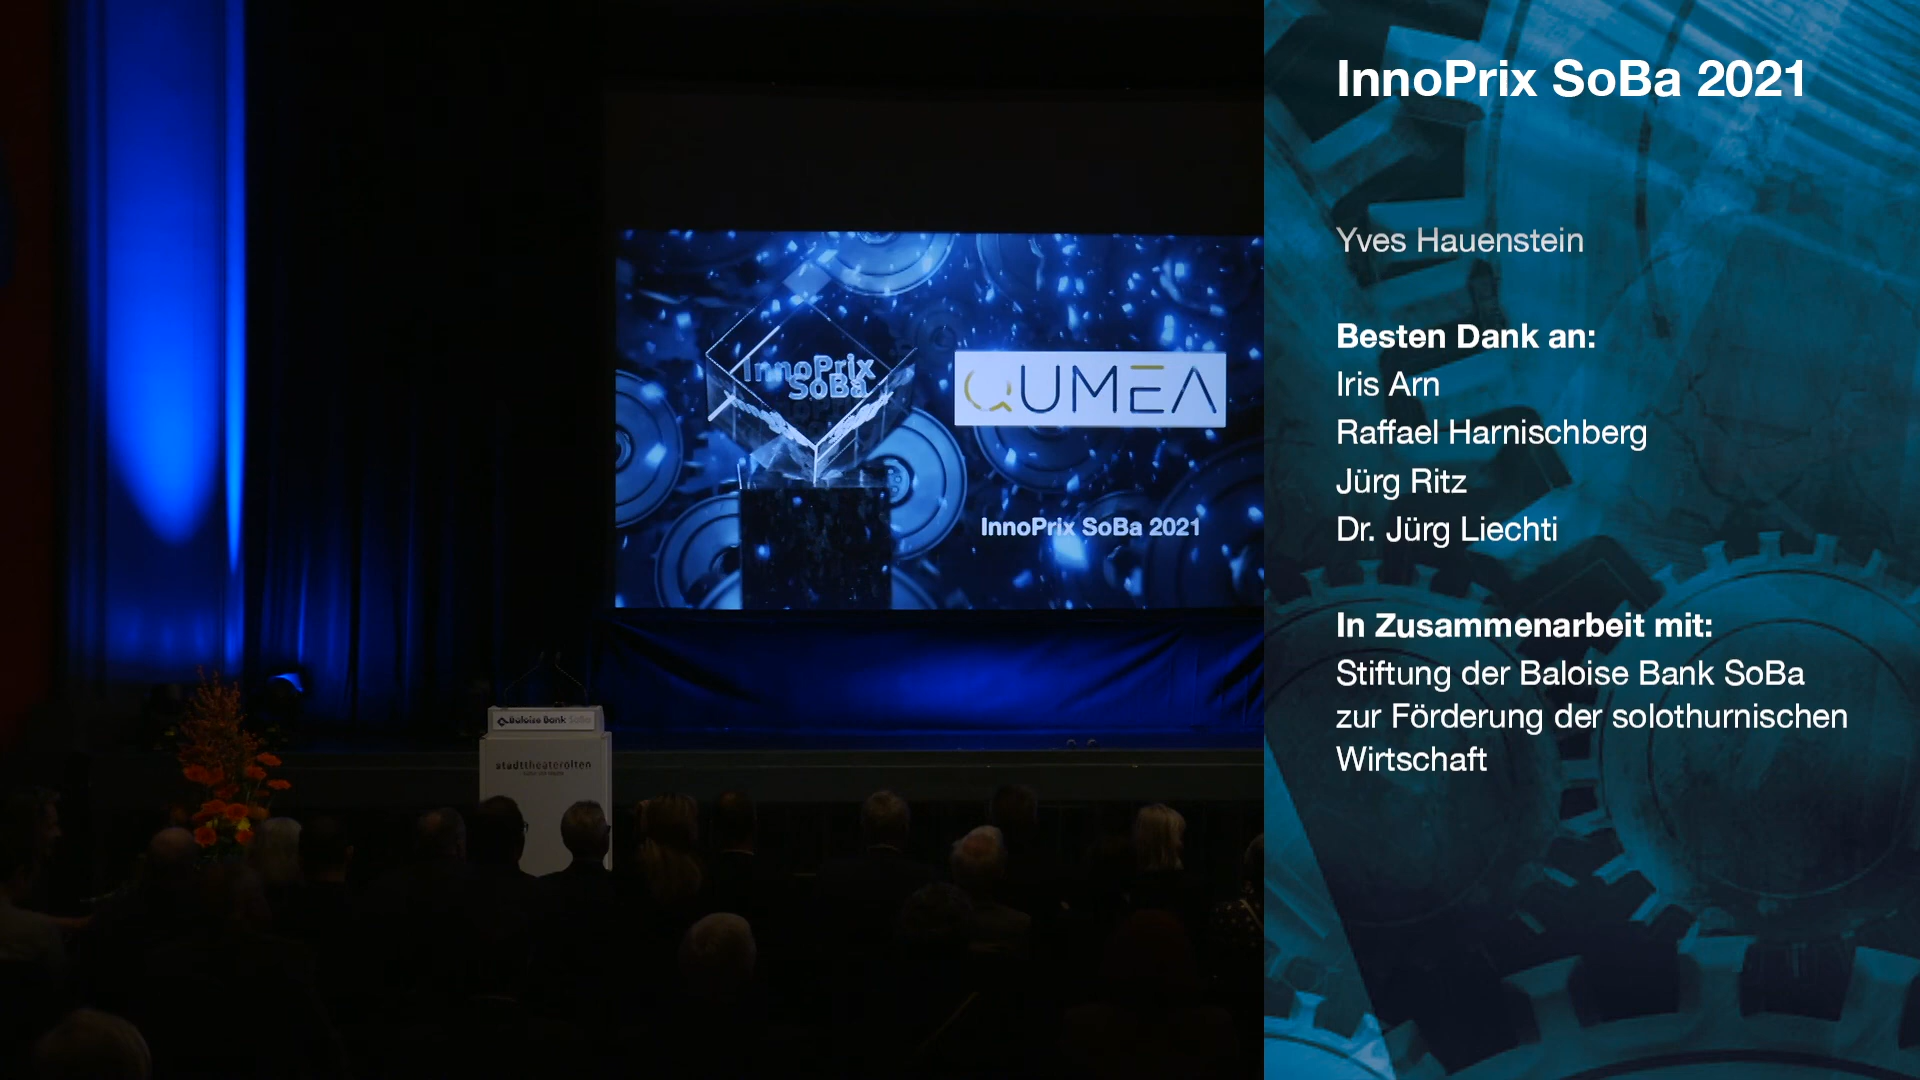 InnoPrix
SoBa
QUMEA
InnoPrix SoBa 2021
Baloise Bank SoBa
stadttheaterolten
InnoPrix SoBa 2021
Yves Hauenstein
Besten Dank an:
Iris Arn
Raffael Harnischberg
Jürg Ritz
Dr. Jürg Liechti
In Zusammenarbeit mit:
Stiftung der Baloise Bank SoBa
zur Förderung der solothurnischen
Wirtschaft